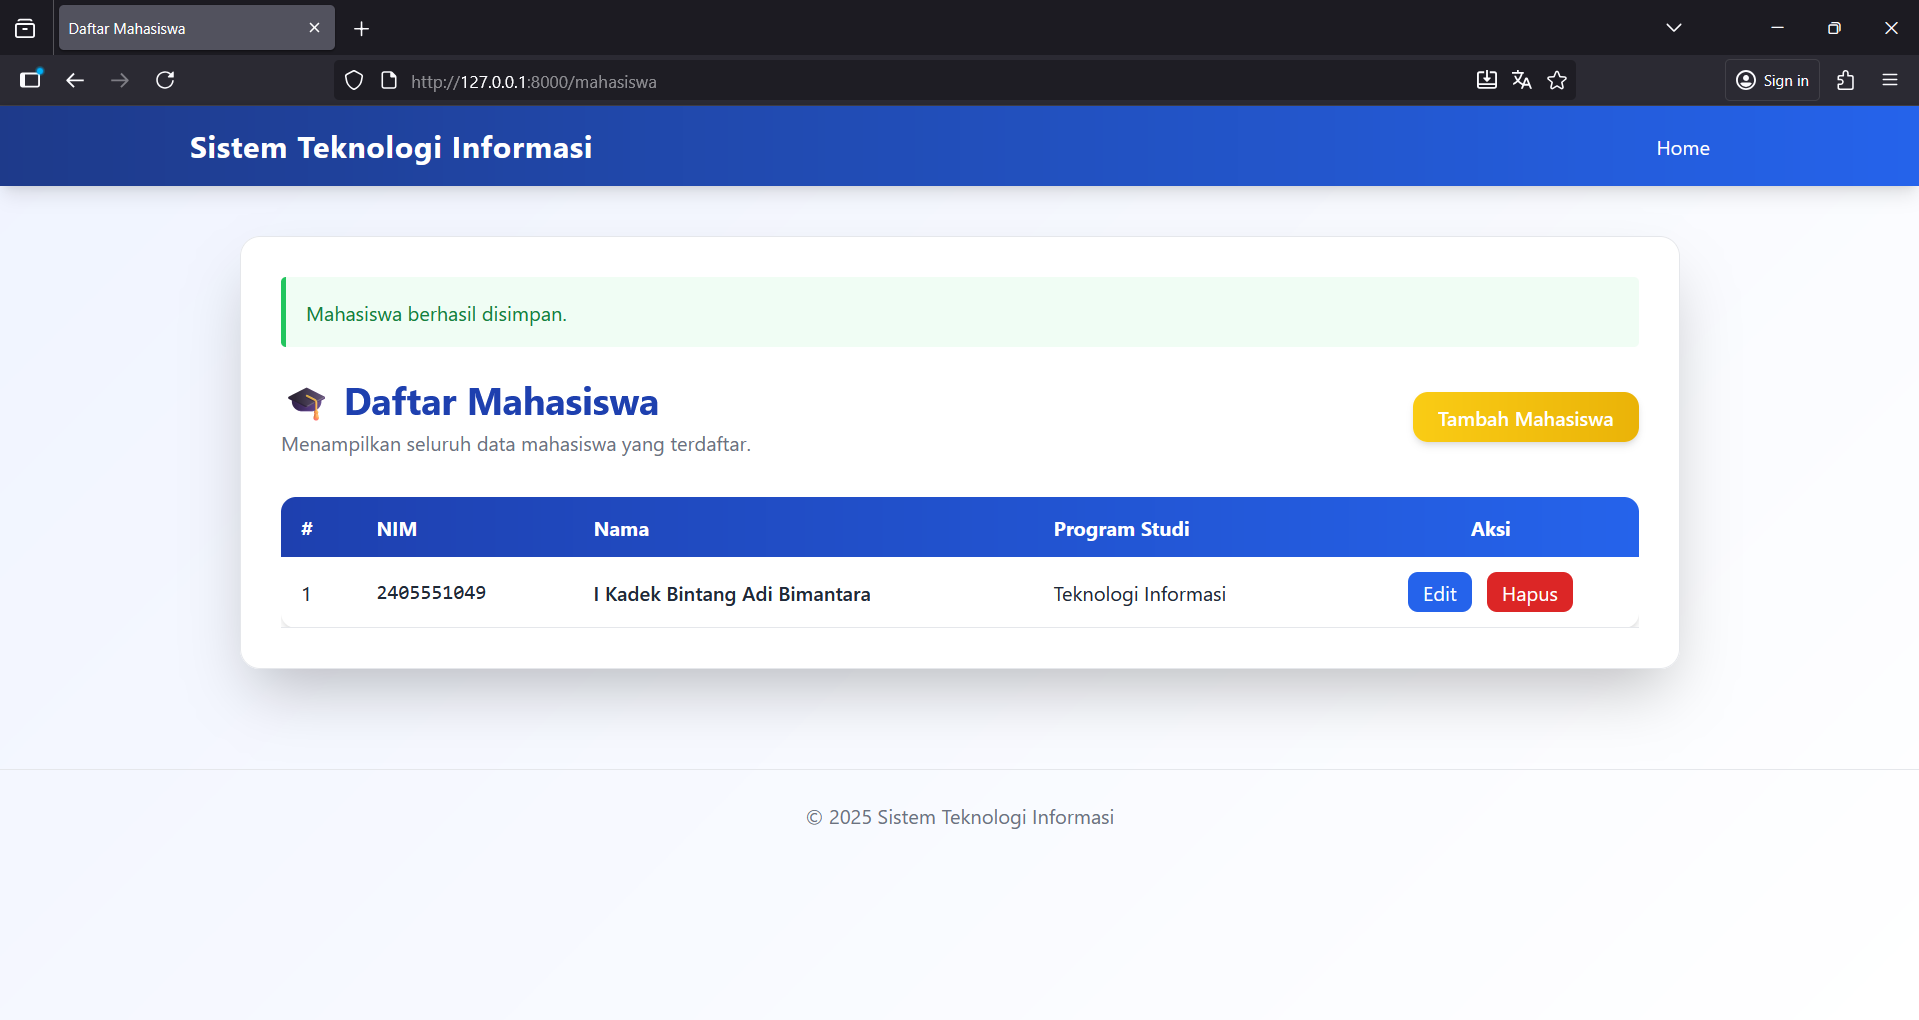 Daftar Mahasiswa
http://127.0.0.1:8000/mahasiswa
Sign in
Sistem Teknologi Informasi
Home
Mahasiswa berhasil disimpan.
Daftar Mahasiswa
Menampilkan seluruh data mahasiswa yang terdaftar.
Tambah Mahasiswa
# NIM Nama Program Studi Aksi
1 2405551049 I Kadek Bintang Adi Bimantara Teknologi Informasi Edit Hapus
© 2025 Sistem Teknologi Informasi